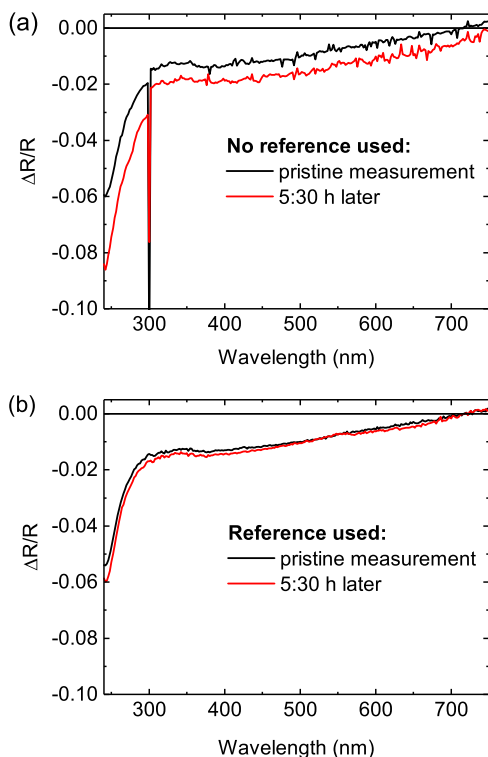 (a)
0.00
-0.02
-0.04
-0.06
-0.08
-0.10
ΔR/R
No reference used:
pristine measurement
5:30 h later
300 400 500 600 700
Wavelength (nm)
(b)
0.00
-0.02
-0.04
-0.06
-0.08
-0.10
ΔR/R
Reference used:
pristine measurement
5:30 h later
300 400 500 600 700
Wavelength (nm)